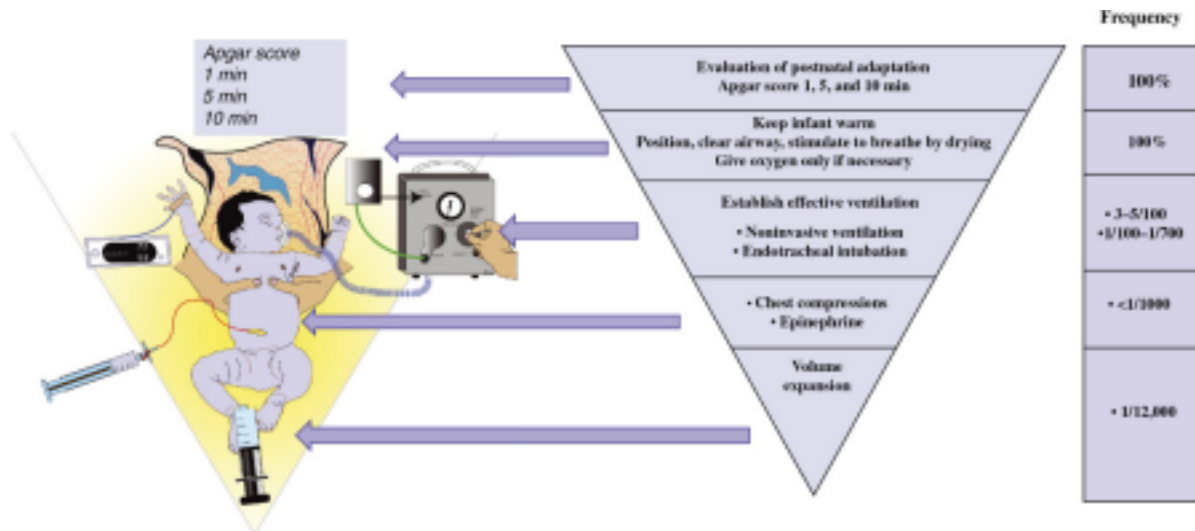 Apgar score
1 min
5 min
10 min
Evaluation of postnatal adaptation
Apgar score 1, 5, and 10 min
Keep infant warm
Position, clear airway, stimulate to breathe by drying
Give oxygen only if necessary
Establish effective ventilation
• Noninvasive ventilation
• Endotracheal intubation
• Chest compressions
• Epinephrine
Volume
expansion
Frequency
100%
100%
• 3–5/100
•1/100–1/700
• <1/1000
• 1/12,000